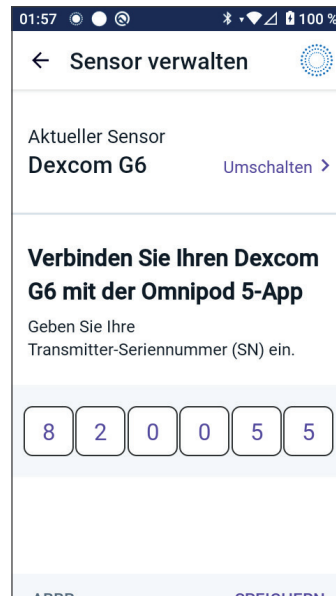 01:57 100 %
Sensor verwalten
Aktueller Sensor
Dexcom G6
Umschalten
Verbinden Sie Ihren Dexcom
G6 mit der Omnipod 5-App
Geben Sie Ihre
Transmitter-Seriennummer (SN) ein.
8 2 0 0 5 5
SPEICHERN